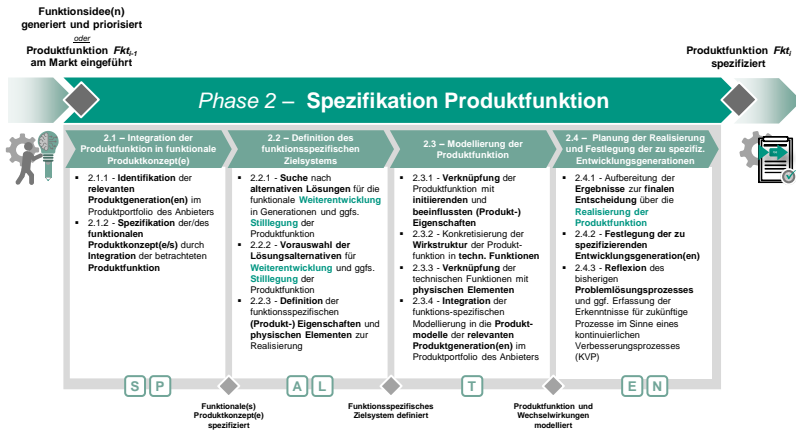 Funktionsidee(n)
generiert und priorisiert
oder
Produktfunktion Fkt i-1
am Markt eingeführt
Produktfunktion Fkt i
spezifiziert
Phase 2 – Spezifikation Produktfunktion
2.1 – Integration der
Produktfunktion in funktionale
Produktkonzept(e)
▪ 2.1.1 - Identifikation der
relevanten
Produktgeneration(en) im
Produktportfolio des Anbieters
▪ 2.1.2 - Spezifikation der/des
funktionalen
Produktkonzept(e/s) durch
Integration der betrachteten
Produktfunktion
S P
2.2 – Definition des
funktionsspezifischen
Zielsystems
▪ 2.2.1 - Suche nach
alternativen Lösungen für die
funktionale Weiterentwicklung
in Generationen und ggfs.
Stilllegung der
Produktfunktion
▪ 2.2.2 - Vorauswahl der
Lösungsalternativen für
Weiterentwicklung und ggfs.
Stilllegung der
Produktfunktion
▪ 2.2.3 - Definition der
funktionsspezifischen
(Produkt-) Eigenschaften und
physischen Elementen zur
Realisierung
A L
2.3 – Modellierung der
Produktfunktion
▪ 2.3.1 - Verknüpfung der
Produktfunktion mit
initiierenden und
beeinflussten (Produkt-)
Eigenschaften
▪ 2.3.2 - Konkretisierung der
Wirkstruktur der Produkt-
funktion in techn. Funktionen
▪ 2.3.3 - Verknüpfung der
technischen Funktionen mit
physischen Elementen
▪ 2.3.4 - Integration der
funktions-spezifischen
Modellierung in die Produkt-
modelle der relevanten
Produktgeneration(en) im
Produktportfolio des Anbieters
T
2.4 – Planung der Realisierung
und Festlegung der zu spezifiz.
Entwicklungsgenerationen
▪ 2.4.1 - Aufbereitung der
Ergebnisse zur finalen
Entscheidung über die
Realisierung der
Produktfunktion
▪ 2.4.2 - Festlegung der zu
spezifizierenden
Entwicklungsgeneration(en)
▪ 2.4.3 - Reflexion des
bisherigen
Problemlösungsprozesses
und ggf. Erfassung der
Erkenntnisse für zukünftige
Prozesse im Sinne eines
kontinuierlichen
Verbesserungsprozesses
(KVP)
E N
Funktionale(s)
Produktkonzept(e)
spezifiziert
Funktionsspezifisches
Zielsystem definiert
Produktfunktion und
Wechselwirkungen
modelliert